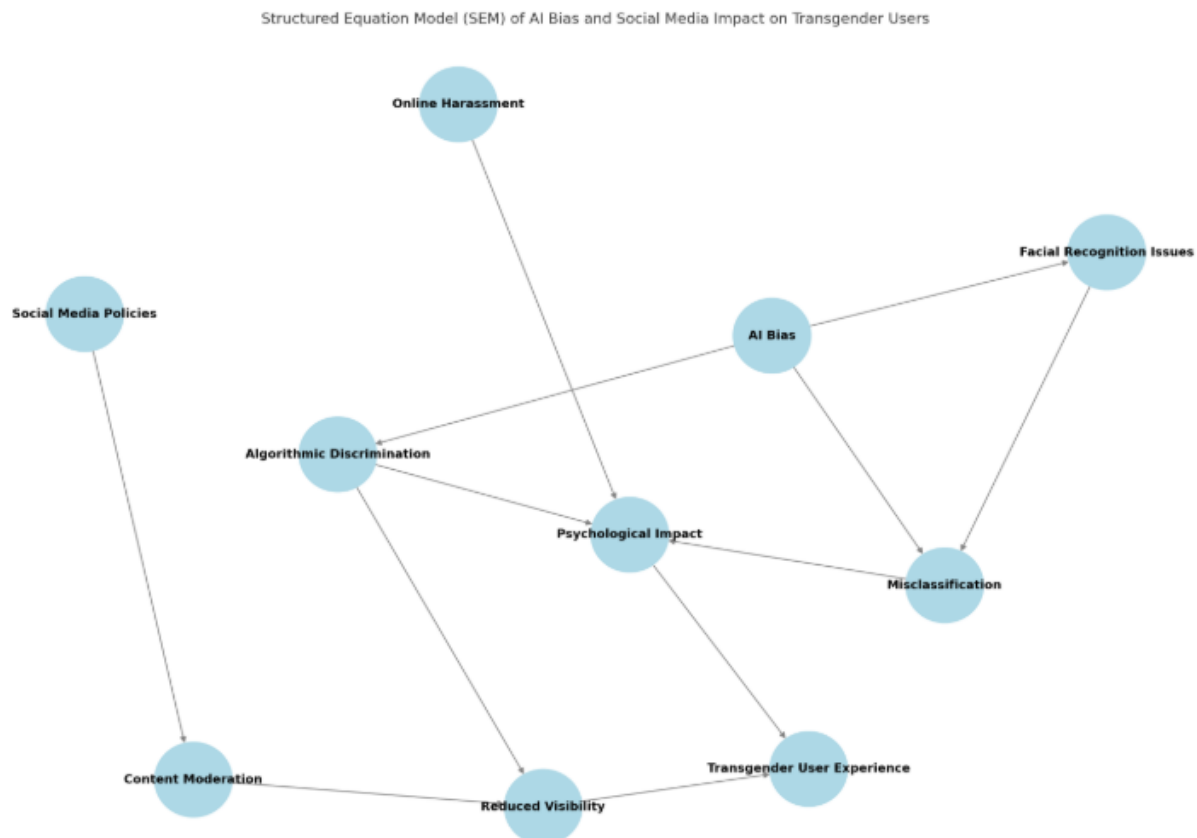 Structured Equation Model (SEM) of AI Bias and Social Media Impact on Transgender Users
Online Harassment
Facial Recognition Issues
Social Media Policies
AI Bias
Algorithmic Discrimination
Psychological Impact
Misclassification
Transgender User Experience
Content Moderation
Reduced Visibility